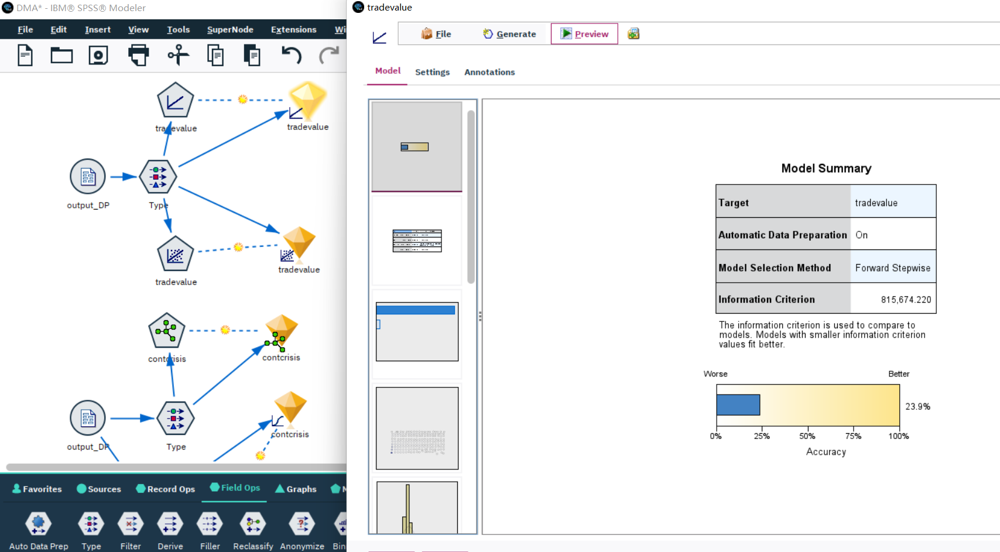 DMA* - IBM® SPSS® Modeler
File Edit Insert View Tools SuperNode Extensions
tradevalue
tradevalue
output_DP
Type
tradevalue
tradevalue
contcrisis
contcrisis
output_DP
Type
contcrisis
Favorites Sources Record Ops Field Ops Graphs
Auto Data Prep Type Filter Derive Filler Reclassify Anonymize Bin
tradevalue
File Generate Preview
Model Settings Annotations
Model Summary
Target tradevalue
Automatic Data Preparation On
Model Selection Method Forward Stepwise
Information Criterion 815,674.220
The information criterion is used to compare to
models. Models with smaller information criterion
values fit better.
Worse Better
23.9%
0% 25% 50% 75% 100%
Accuracy